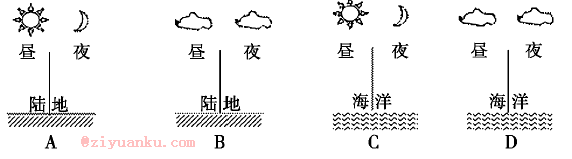 昼 夜 昼 夜 昼 夜 昼 夜
陆 地 陆 地 海 洋 海 洋
A B C D
@ziyuanku.com